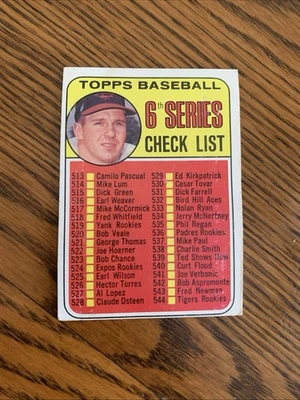 TOPPS BASEBALL
6th SERIES
CHECK LIST
513 Camilo Pascual
514 Mike Lum
515 Dick Green
516 Earl Weaver
517 Mike McCormick
518 Fred Whitfield
519 Yank Rookies
520 Bob Veale
521 George Thomas
522 Joe Hoerner
523 Bob Chance
524 Expos Rookies
525 Earl Wilson
526 Hector Torres
527 Al Lopez
528 Claude Osteen
529 Ed Kirkpatrick
530 Cesar Tovar
531 Dick Farrell
532 Bird Hill Aces
533 Nolan Ryan
534 Jerry McNertney
535 Phil Regan
536 Padres Rookies
537 Mike Paul
538 Charlie Smith
539 Ted Shows How
540 Curt Flood
541 Joe Verbanic
542 Bob Aspromonte
543 Fred Newman
544 Tigers Rookies